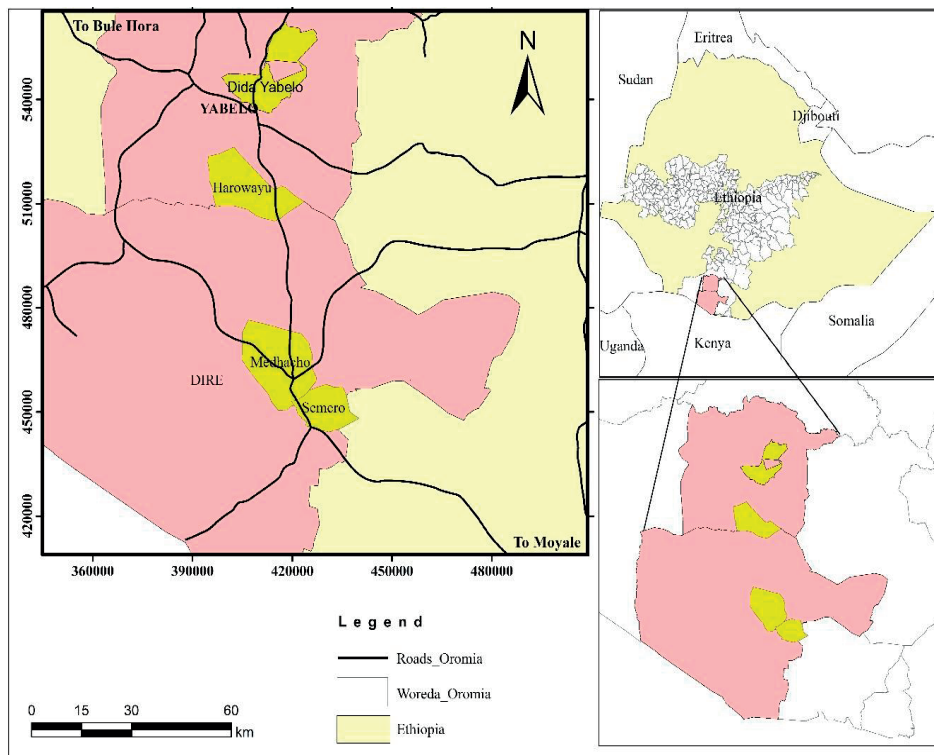 To Bule Hora
N
Dida Yabelo
YABELO
Harowayu
Medhacho
DIRE
Semero
To Moyale
540000
510000
480000
450000
420000
360000
390000
420000
450000
480000
Legend
Roads_Oromia
Woreda_Oromia
Ethiopia
0 15 30 60
km
Eritrea
Sudan
Djibouti
Ethiopia
Somalia
Kenya
Uganda